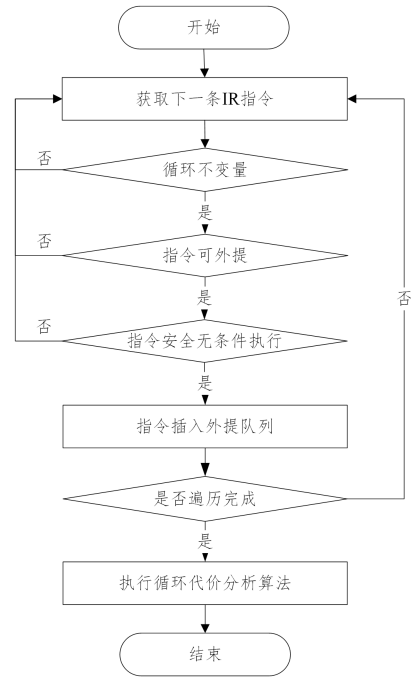 开始
获取下一条IR指令
否
循环不变量
是
否
指令可外提
是
否
否
指令安全无条件执行
是
指令插入外提队列
是否遍历完成
是
执行循环代价分析算法
结束